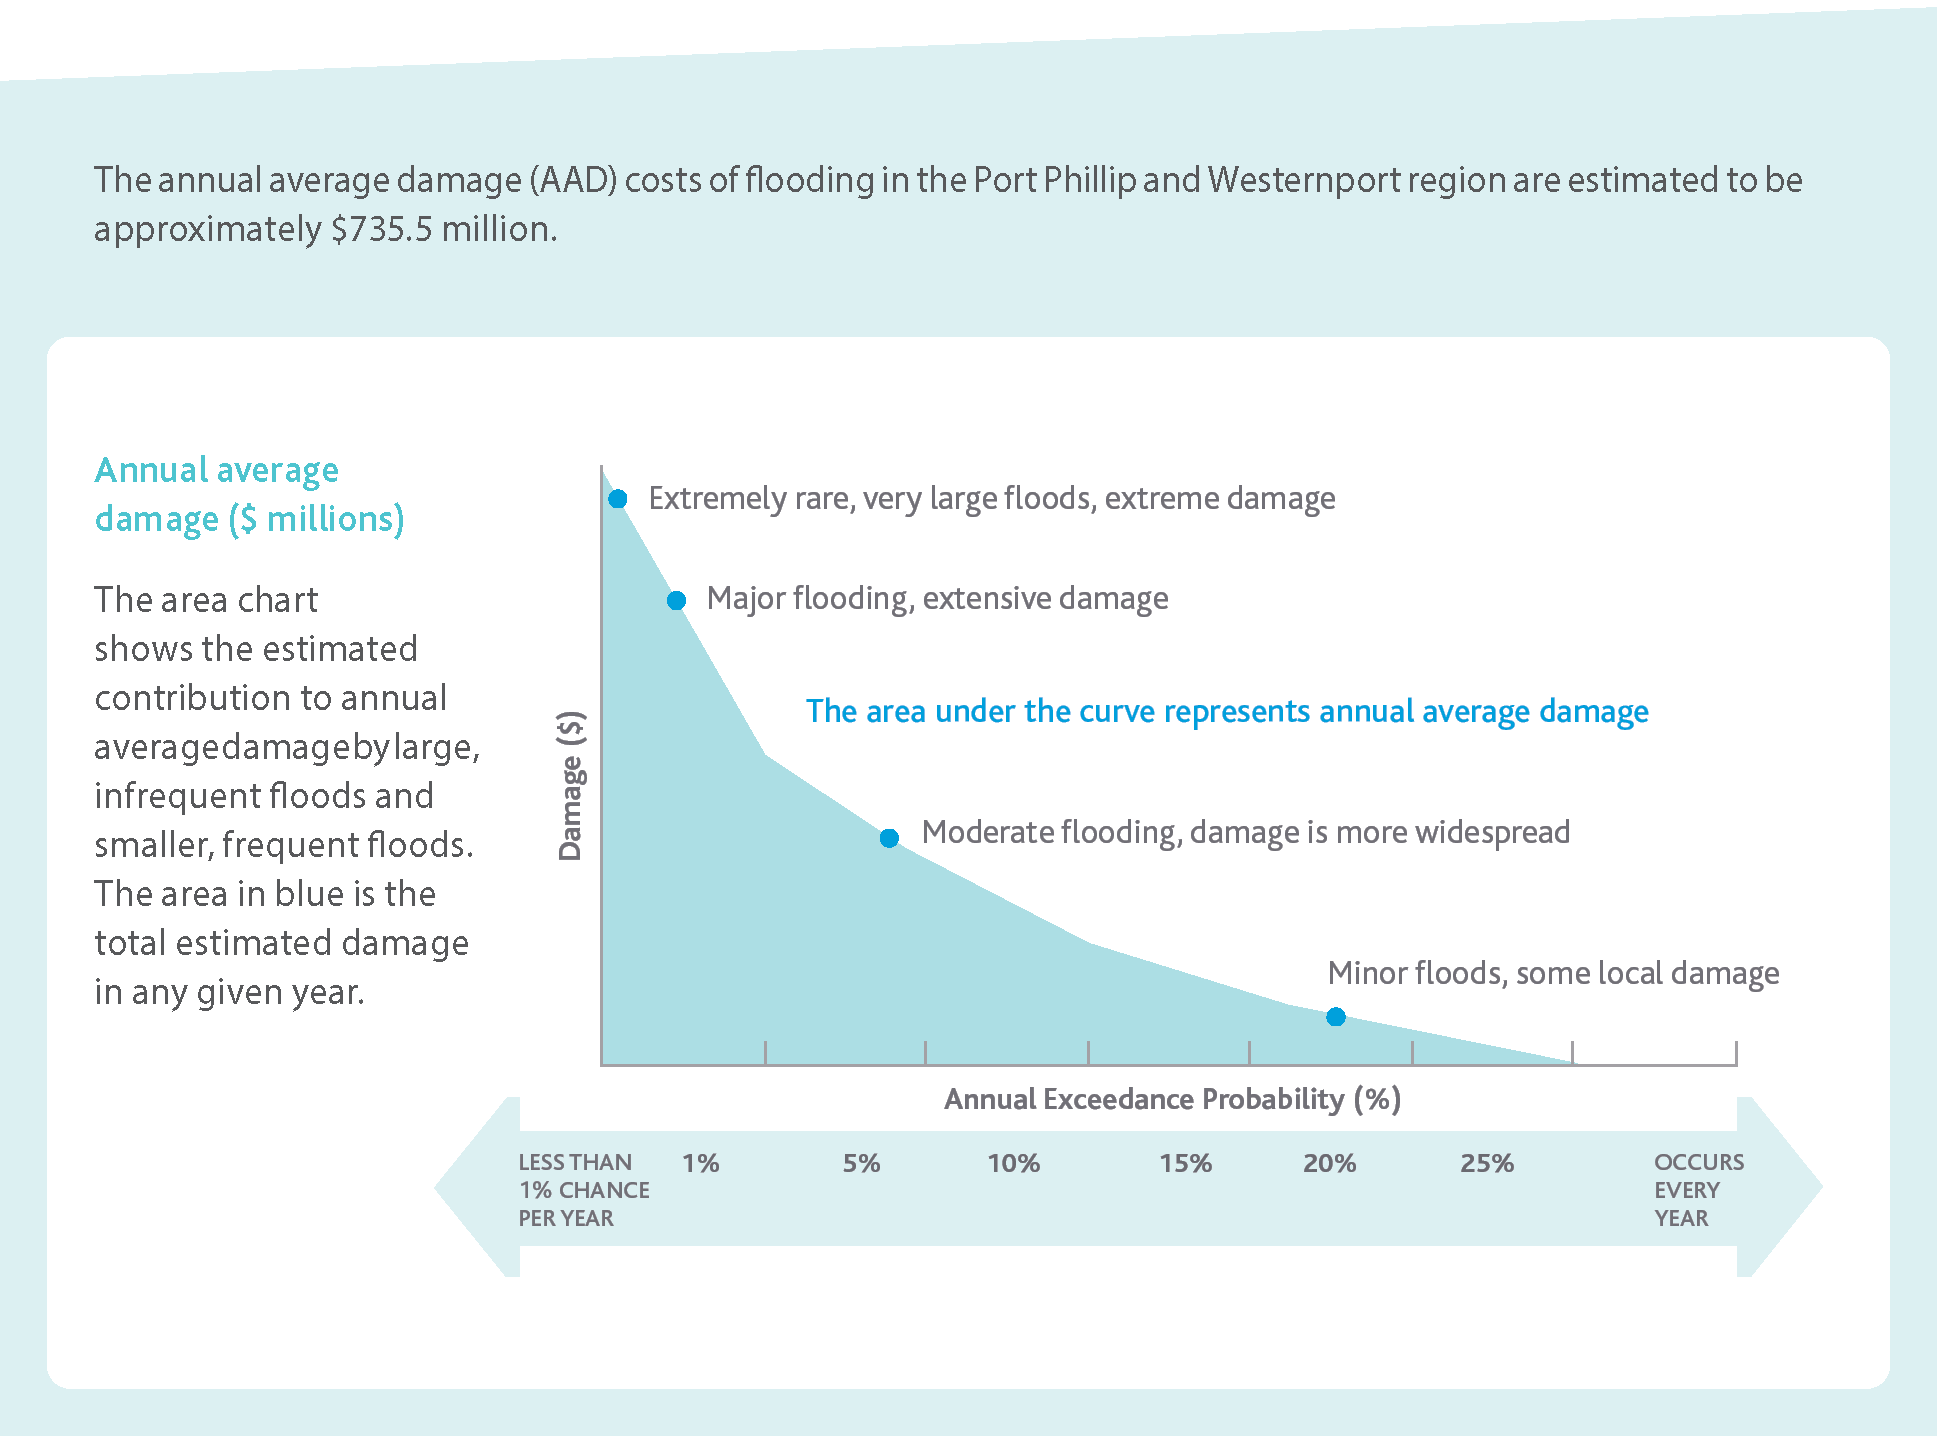 The annual average damage (AAD) costs of flooding in the Port Phillip and Westernport region are estimated to be
approximately $735.5 million.
Annual average
damage ($ millions)
The area chart
shows the estimated
contribution to annual
average damage by large,
infrequent floods and
smaller, frequent floods.
The area in blue is the
total estimated damage
in any given year.
Damage ($)
Extremely rare, very large floods, extreme damage
Major flooding, extensive damage
The area under the curve represents annual average damage
Moderate flooding, damage is more widespread
Minor floods, some local damage
Annual Exceedance Probability (%)
LESS THAN
1% CHANCE
PER YEAR
1%
5%
10%
15%
20%
25%
OCCURS
EVERY
YEAR